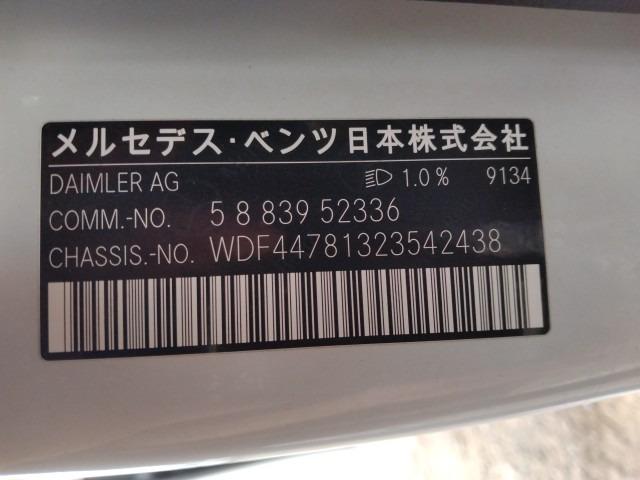 メルセデス・ベンツ日本株式会社
DAIMLER AG 1.0% 9134
COMM.-NO. 5 8 839 52336
CHASSIS.-NO. WDF44781323542438